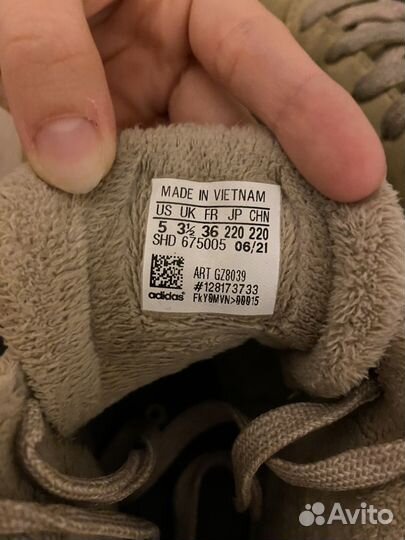 MADE IN VIETNAM
US UK FR JP CHN
5 3½ 36 220 220
SHD 675005 06/21
ART GZ8039
#128173733
adidas FkY0MVN>00015
Avito